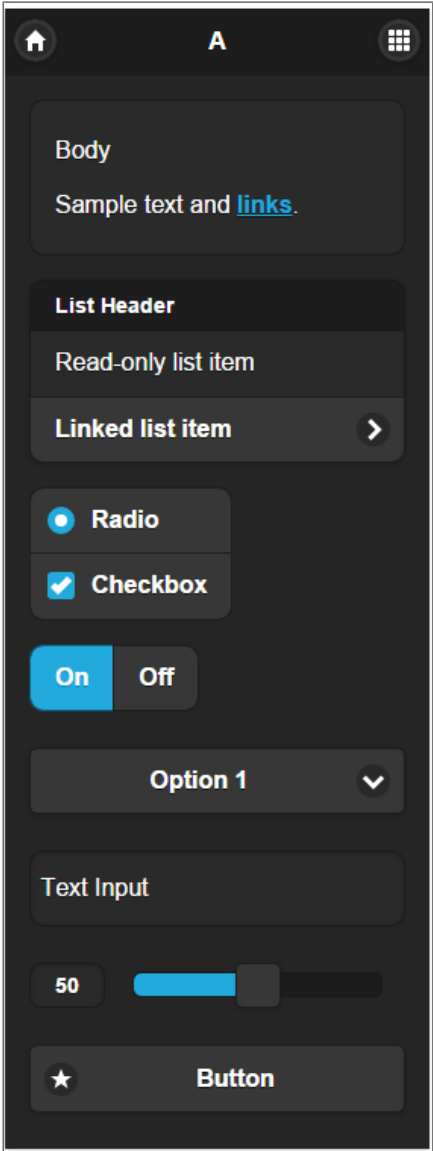 A
Body
Sample text and links.
List Header
Read-only list item
Linked list item
Radio
Checkbox
On Off
Option 1
Text Input
50
Button